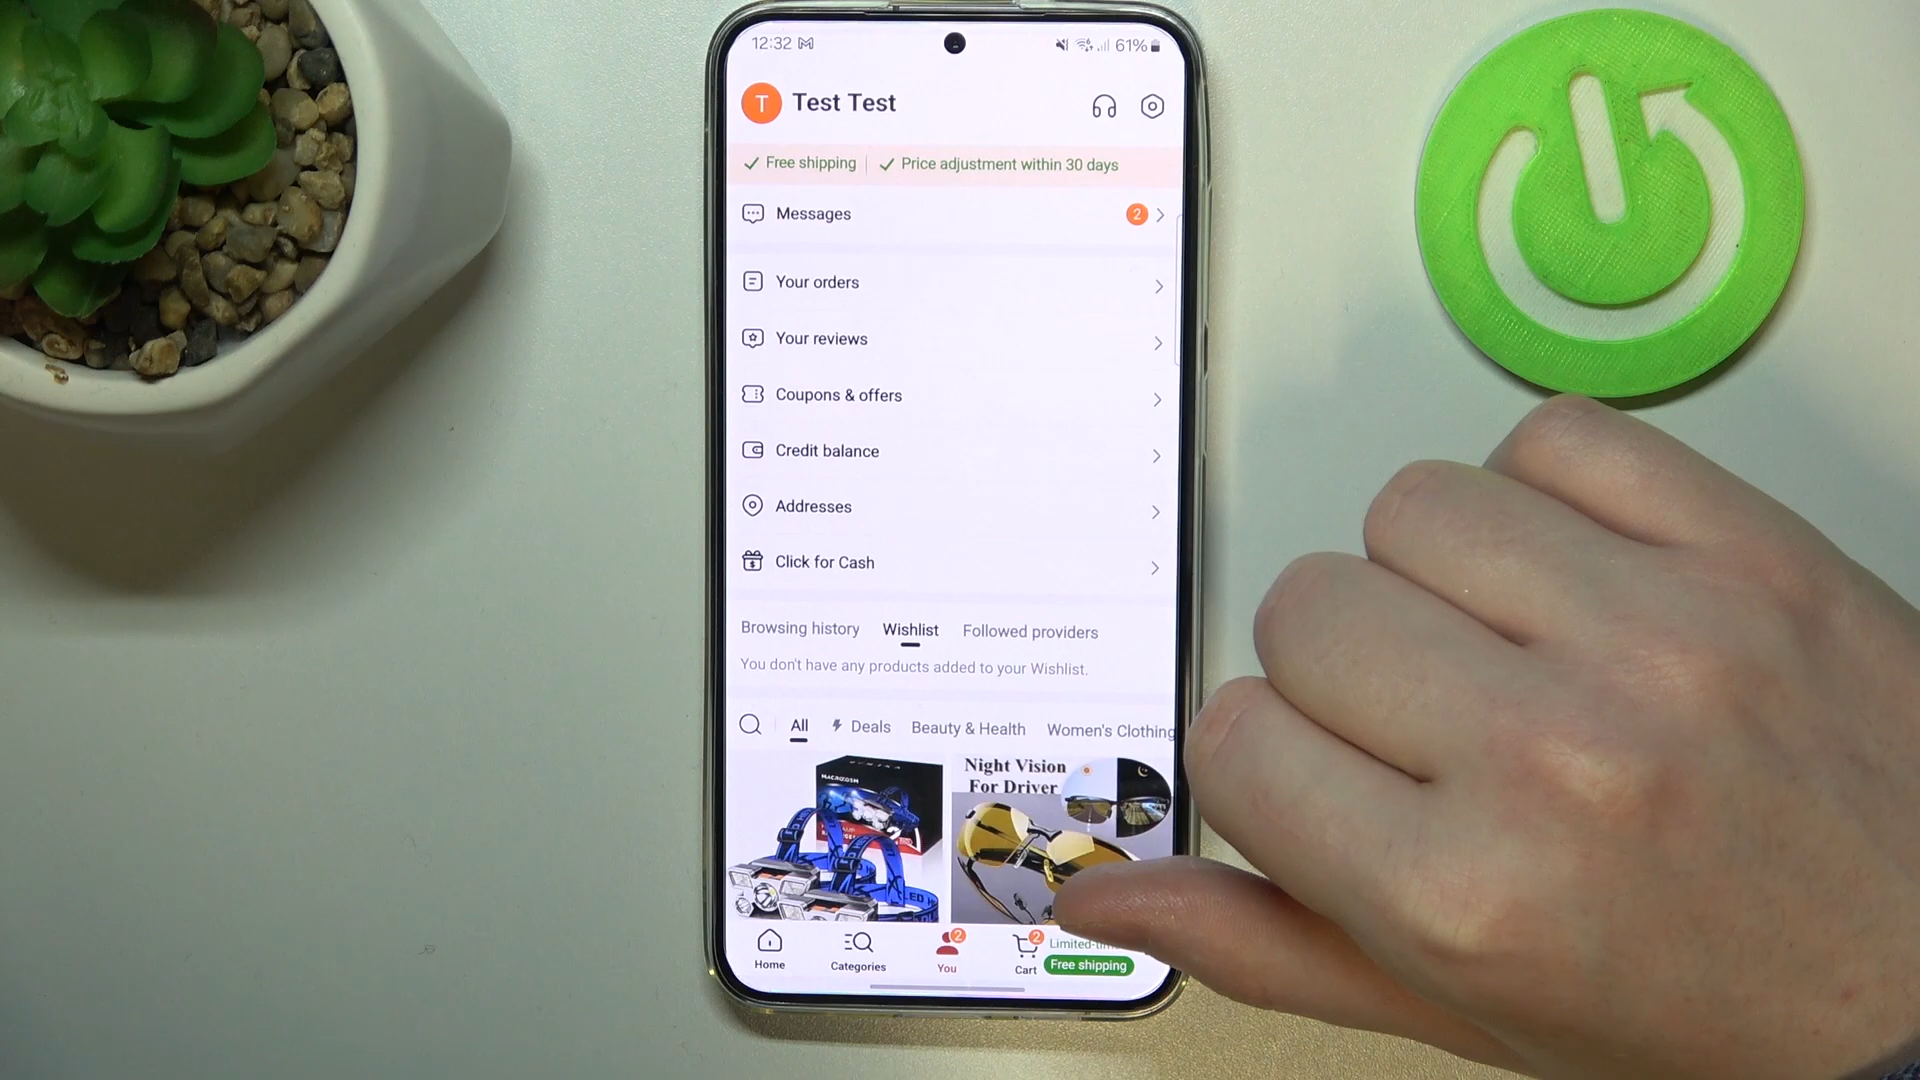 12:32
61%
T Test Test
Free shipping
Price adjustment within 30 days
Messages 2
Your orders
Your reviews
Coupons & offers
Credit balance
Addresses
Click for Cash
Browsing history Wishlist Followed providers
You don't have any products added to your Wishlist.
All Deals Beauty & Health Women's Clothing
Night Vision
For Driver
Home
Categories
2
You
2
Cart
Limited-tim
Free shipping